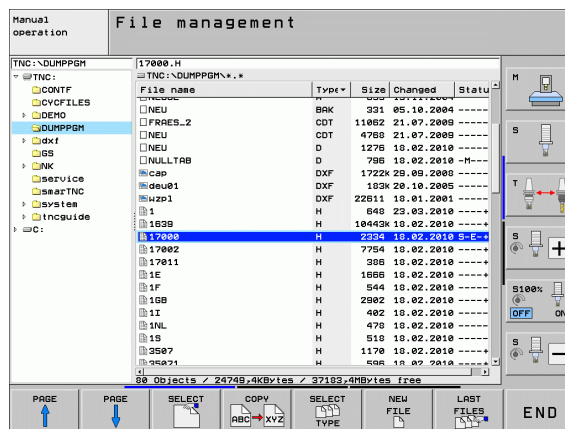 Manual operation
File management
TNC:\DUMPPGM
17000.H
TNC:
CONTF
CYCFILES
DEMO
DUMPPGM
dxf
GS
NK
service
smarTNC
system
tncguide
C:
TNC:\DUMPPGM\*.*
File name Type Size Changed Statu
NEU BAK 331 05.10.2004 -----
FRAES_2 CDT 11062 21.07.2009 -----
NEU CDT 4768 21.07.2009 -----
NEU D 1276 18.02.2010 -----
NULLTAB D 796 18.02.2010 -M---
cap DXF 1722K 29.09.2008 -----
deu01 DXF 183K 20.10.2005 -----
wzpl DXF 22611 18.01.2001 -----
1 H 648 23.03.2001 ----+
1639 H 10443K 18.02.2010 ----+
17000 H 2334 18.02.2010 S-E-+
17002 H 7754 18.02.2010 ----+
17011 H 386 18.02.2010 ----+
1E H 1666 18.02.2010 ----+
1F H 544 18.02.2010 ----+
1GB H 2902 18.02.2010 ----+
1I H 402 18.02.2010 ----+
1NL H 478 18.02.2010 ----+
1S H 518 18.02.2010 ----+
3507 H 1170 18.02.2010 ----+
35071 H 596 18.02.2010 ----+
80 Objects / 24749,4KBytes / 37183,4MBytes free
M
S
T
S
+
S100%
OFF ON
S
-
PAGE
PAGE
SELECT
COPY
ABC XYZ
SELECT TYPE
NEW FILE
LAST FILES
END